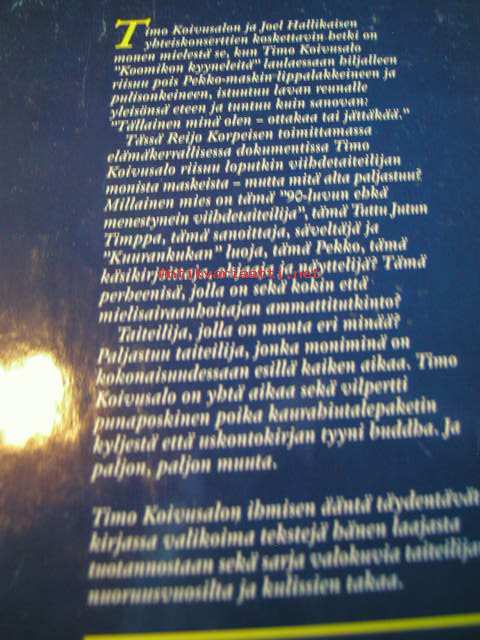 Timo Koivusalon ja Joel Hallikaisen
yhteiskonserttien koskettavin hetki on
monen mielestä se, kun Timo Koivusalo
"Koomikon kyyneleitä" laulaessaan hiljalleen
riisuu pois Pekko-maskin lippalakkeineen ja
pulisonkeineen, istuutuu lavan reunalle
yleisönsä eteen ja tuntuu kuin sanovan:
"Tällainen minä olen = ottakaa tai jättäkää."
Tässä Reijo Korpeisen toimittamassa
elämäkerrallisessa dokumentissa Timo
Koivusalo riisuu loputkin viihdetaiteilijan
monista maskeista = mutta mitä alta paljastuu?
Millainen mies on tämä "90-luvun ehkä
menestynein viihdetaiteilija", tämä Tuttu Jutun
Timppa, tämä sanoittaja, säveltäjä ja
"Kuurankukan" luoja, tämä Pekko, tämä
käsikirjoittaja, ohjaaja ja näyttelijä? Tämä
perheenisä, jolla on sekä kokin että
mielisairaanhoitajan ammattitutkinto?
Taiteilija, jolla on monta eri minää?
Paljastuu taiteilija, jonka moniminä on
kokonaisuudessaan esillä kaiken aikaa. Timo
Koivusalo on yhtä aikaa sekä vilpertti
punaposkinen poika kaurahiutalepaketin
kyljestä että uskontokirjan tyyni buddha. Ja
paljon, paljon muuta.
Timo Koivusalon ihmisen ääntä täydentävät
kirjassa valikoima tekstejä hänen laajasta
tuotannostaan sekä sarja valokuvia taiteilijan
nuoruusvuosilta ja kulissien takaa.